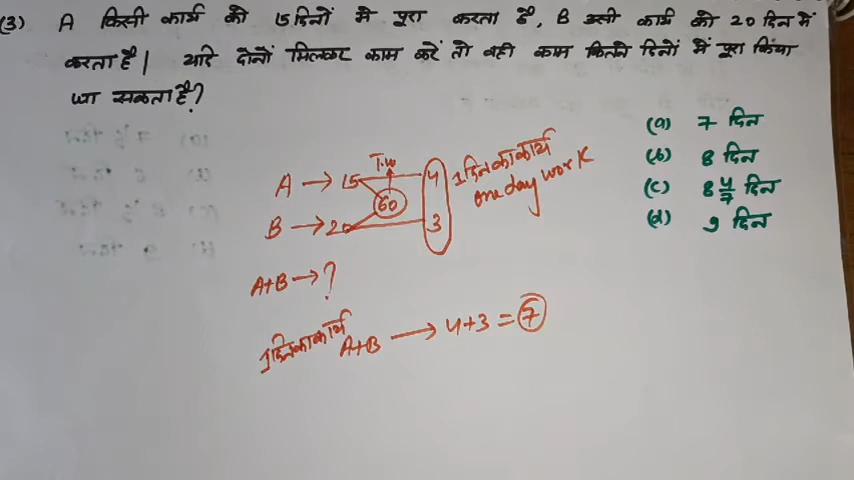 (3) A किसी कार्य को 15 दिनों में पूरा करता है, B उसी कार्य को 20 दिन में
करता है| यदि दोनों मिलकर काम करें तो वही काम कितने दिनों में पूरा किया
जा सकता है?
(a) 7 दिन
(b) 8 दिन
(c) 8 4/7 दिन
(d) 9 दिन
T.W
A → 15 60 4 1 दिन का कार्य
B → 20 3 one day work
A+B → ?
1 दिन का कार्य A+B → 4+3 = 7